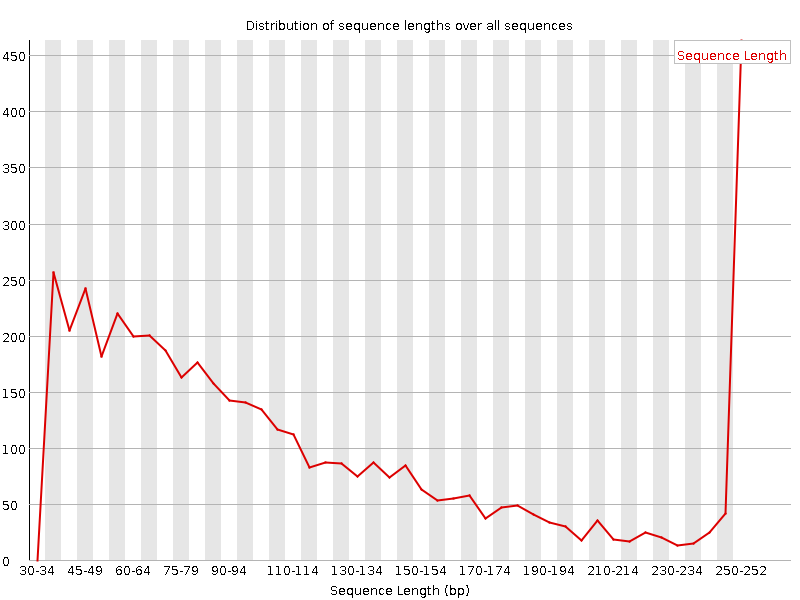 Distribution of sequence lengths over all sequences
Sequence Length
450
400
350
300
250
200
150
100
50
0
30-34 45-49 60-64 75-79 90-94 110-114 130-134 150-154 170-174 190-194 210-214 230-234 250-252
Sequence Length (bp)